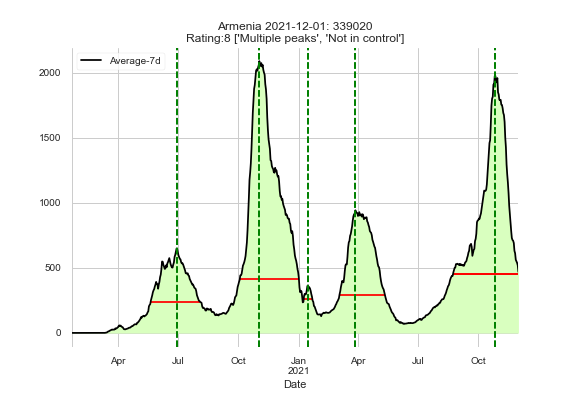 Armenia 2021-12-01: 339020
Rating:8 ['Multiple peaks', 'Not in control']
Average-7d
2000
1500
1000
500
0
Apr
Jul
Oct
Jan
2021
Apr
Jul
Oct
Date